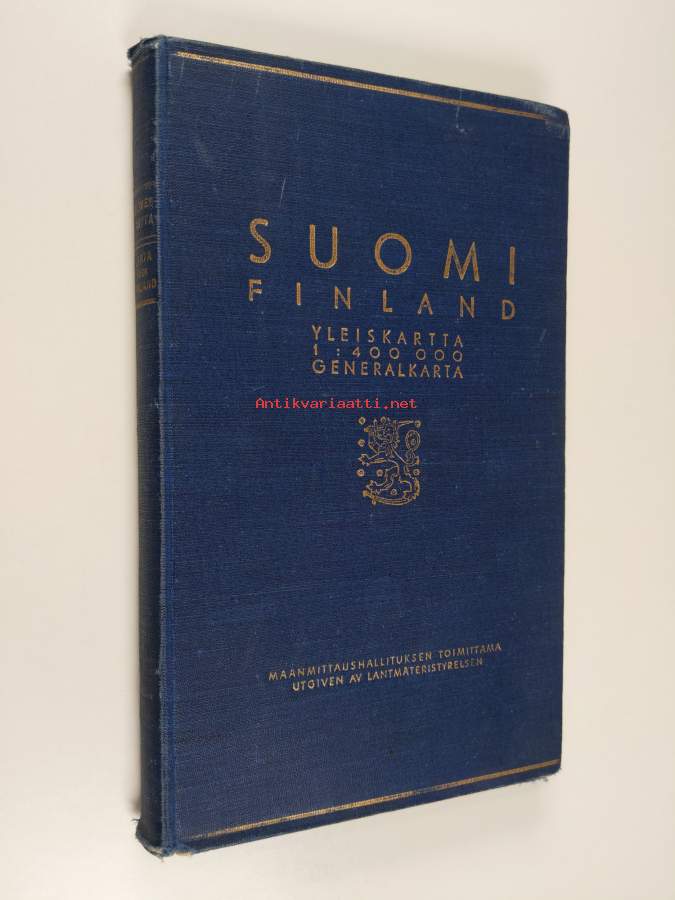 SUOMI
FINLAND
YLEISKARTTA
1:400 000
GENERALKARTA
Antikvariaatti.net
MAANMITTAUSHALLITUKSEN TOIMITTAMA
UTGIVEN AV LANTMÄTERISTYRELSEN